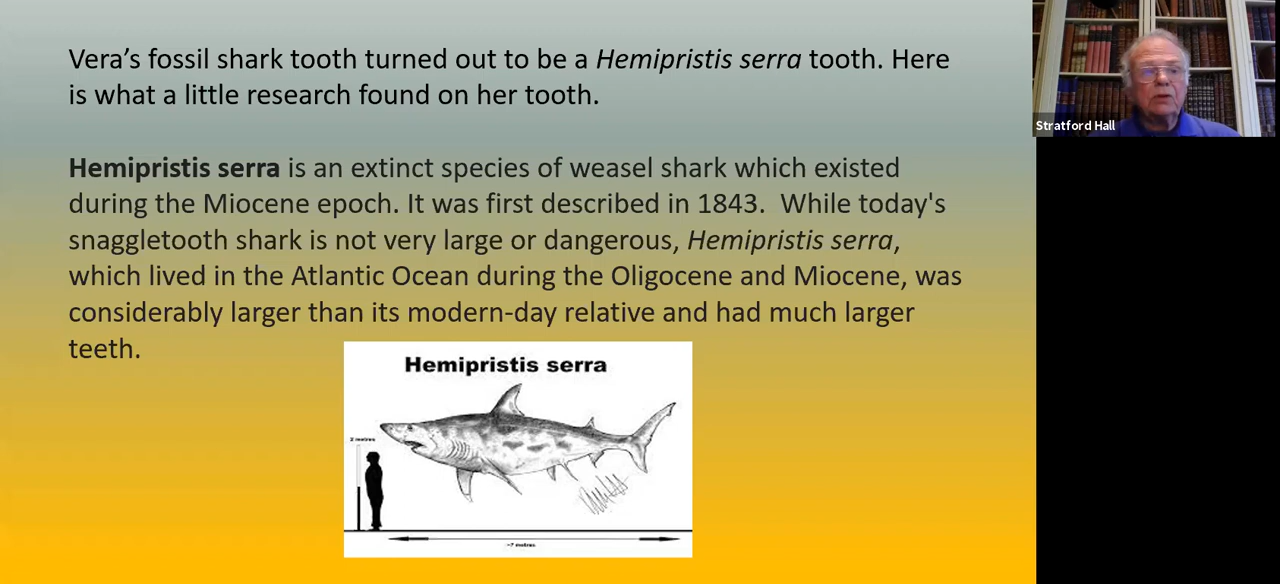 Vera’s fossil shark tooth turned out to be a Hemipristis serra tooth. Here
is what a little research found on her tooth.
Hemipristis serra is an extinct species of weasel shark which existed
during the Miocene epoch. It was first described in 1843.  While today's
snaggletooth shark is not very large or dangerous, Hemipristis serra,
which lived in the Atlantic Ocean during the Oligocene and Miocene, was
considerably larger than its modern-day relative and had much larger
teeth.
Hemipristis serra
2 metres
~7 metres
Stratford Hall